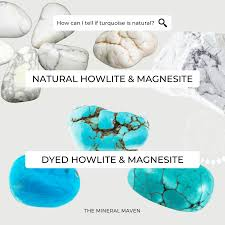 How can I tell if turquoise is natural?
NATURAL HOWLITE & MAGNESITE
DYED HOWLITE & MAGNESITE
THE MINERAL MAVEN